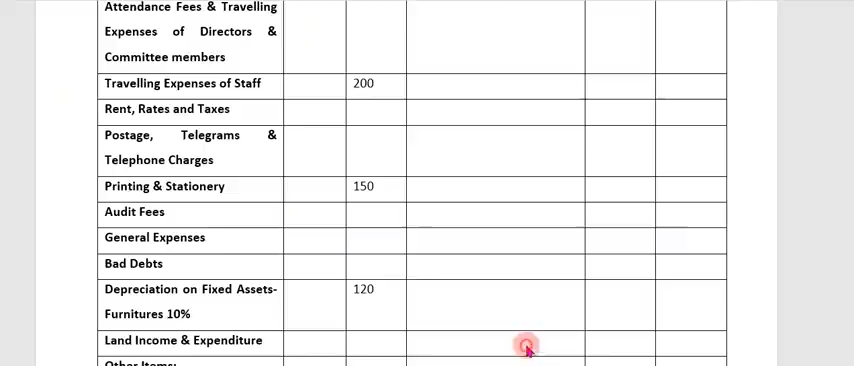 Attendance Fees & Travelling
Expenses of Directors &
Committee members
Travelling Expenses of Staff 200
Rent, Rates and Taxes
Postage, Telegrams &
Telephone Charges
Printing & Stationery 150
Audit Fees
General Expenses
Bad Debts
Depreciation on Fixed Assets- 120
Furnitures 10%
Land Income & Expenditure
Other Items: